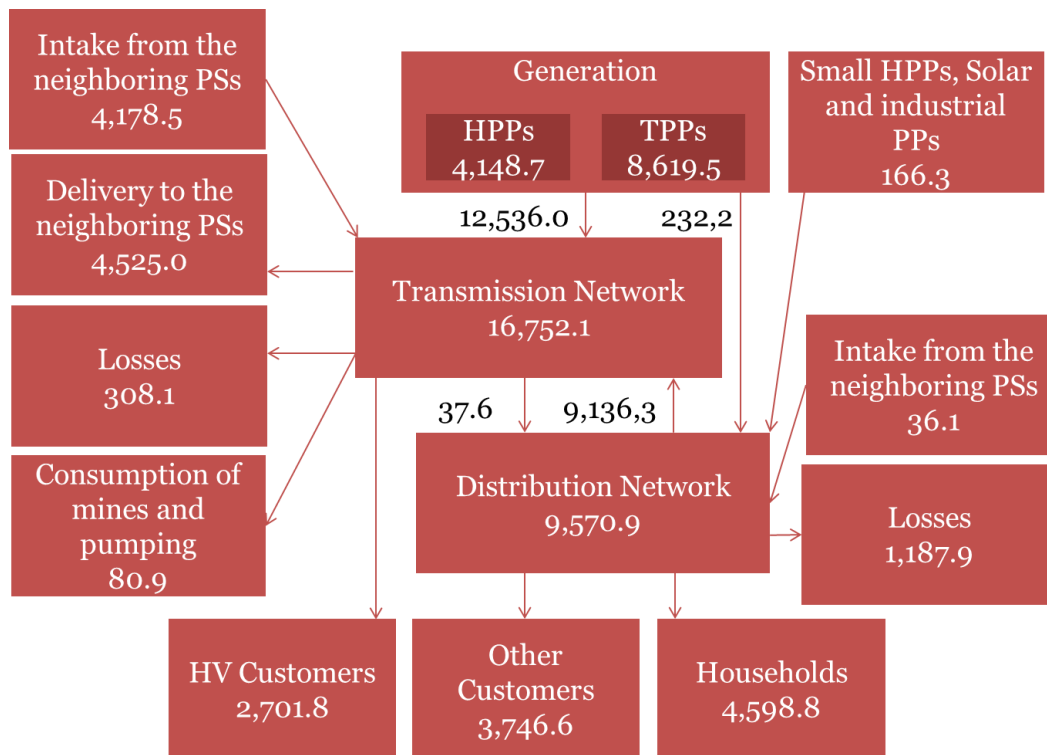 Intake from the
neighboring PSs
4,178.5
Generation
HPPs
4,148.7
TPPs
8,619.5
Small HPPs, Solar
and industrial
PPs
166.3
Delivery to the
neighboring PSs
4,525.0
12,536.0
232,2
Transmission Network
16,752.1
Losses
308.1
Intake from the
neighboring PSs
36.1
37.6
9,136,3
Consumption of
mines and
pumping
80.9
Distribution Network
9,570.9
Losses
1,187.9
HV Customers
2,701.8
Other
Customers
3,746.6
Households
4,598.8